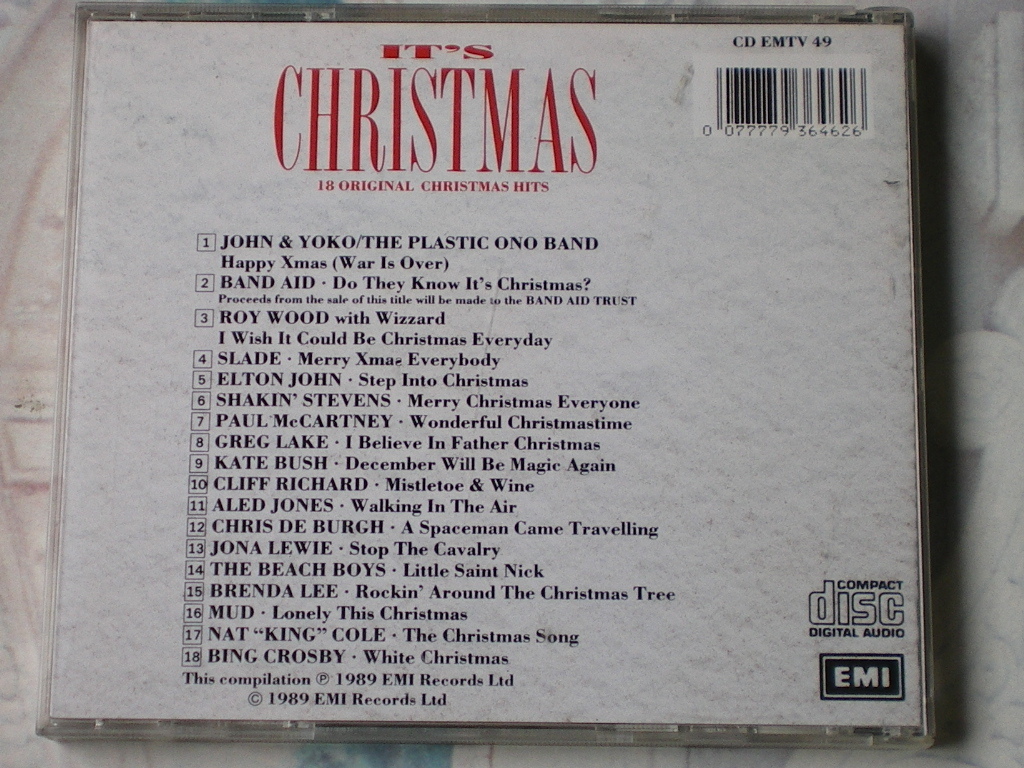 IT'S
CHRISTMAS
18 ORIGINAL CHRISTMAS HITS
CD EMTV 49
0 077779 364626
1 JOHN & YOKO/THE PLASTIC ONO BAND
Happy Xmas (War Is Over)
2 BAND AID · Do They Know It's Christmas?
Proceeds from the sale of this title will be made to the BAND AID TRUST
3 ROY WOOD with Wizzard
I Wish It Could Be Christmas Everyday
4 SLADE · Merry Xmas Everybody
5 ELTON JOHN · Step Into Christmas
6 SHAKIN' STEVENS · Merry Christmas Everyone
7 PAUL McCARTNEY · Wonderful Christmastime
8 GREG LAKE · I Believe In Father Christmas
9 KATE BUSH · December Will Be Magic Again
10 CLIFF RICHARD · Mistletoe & Wine
11 ALED JONES · Walking In The Air
12 CHRIS DE BURGH · A Spaceman Came Travelling
13 JONA LEWIE · Stop The Cavalry
14 THE BEACH BOYS · Little Saint Nick
15 BRENDA LEE · Rockin' Around The Christmas Tree
16 MUD · Lonely This Christmas
17 NAT “KING” COLE · The Christmas Song
18 BING CROSBY · White Christmas
This compilation ℗ 1989 EMI Records Ltd
© 1989 EMI Records Ltd
COMPACT
disc
DIGITAL AUDIO
EMI